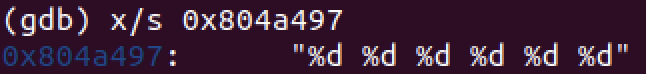 (gdb) x/s 0x804a497
0x804a497:      "%d %d %d %d %d %d"